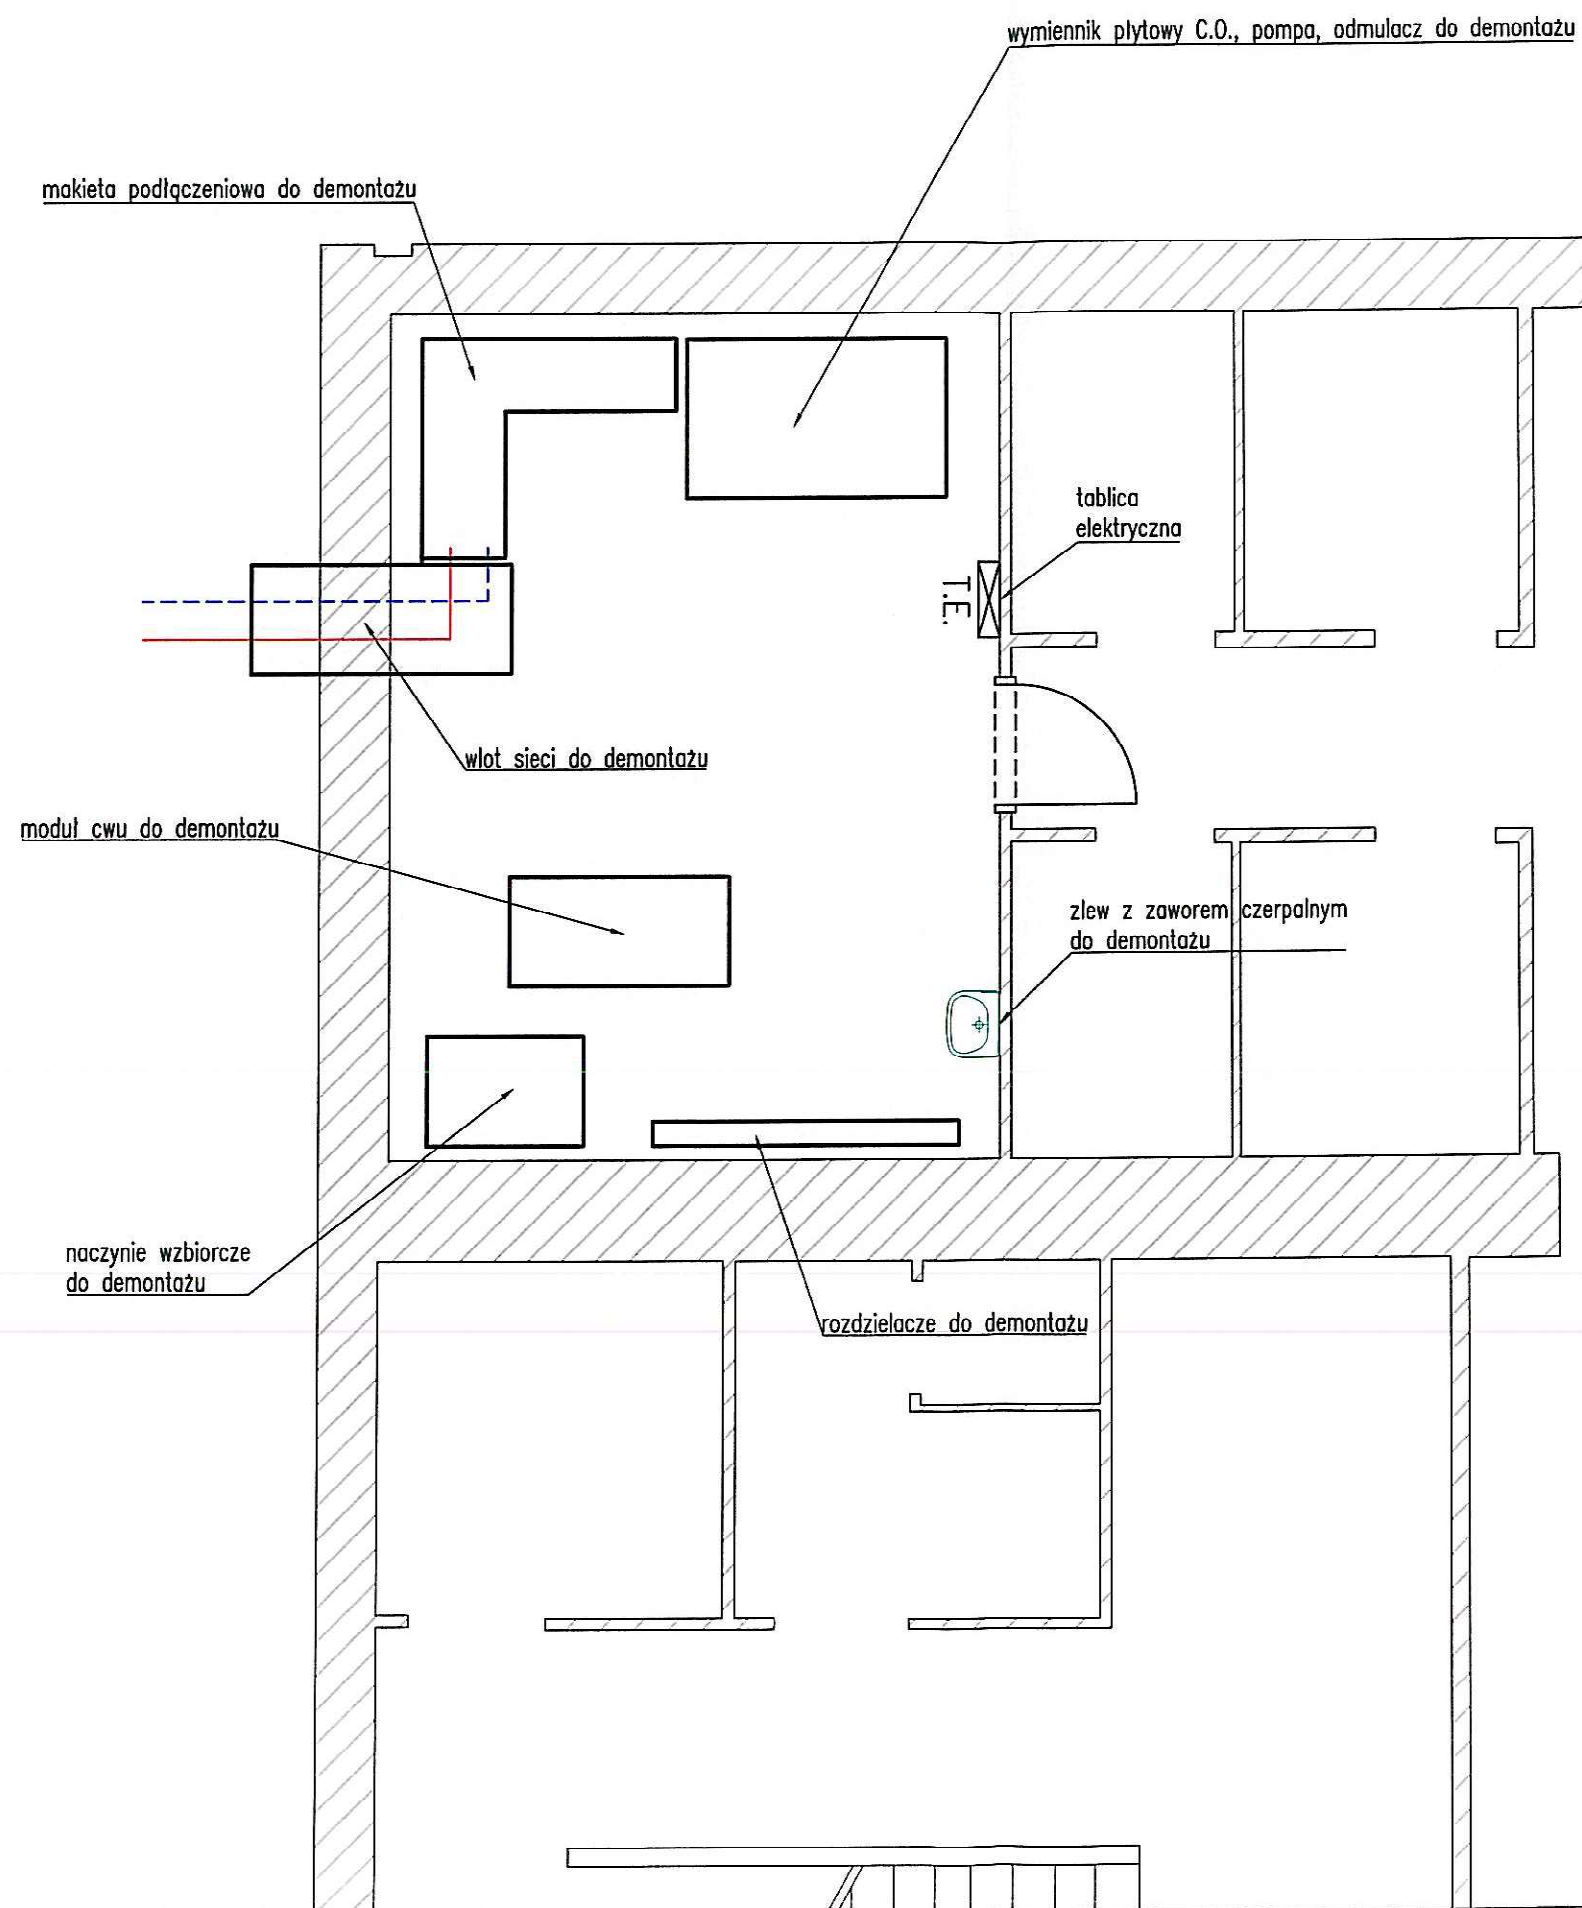 wymiennik płytowy C.O., pompa, odmulacz do demontażu
makieta podłączeniowa do demontażu
tablica
elektryczna
T.E.
wlot sieci do demontażu
moduł cwu do demontażu
zlew z zaworem czerpalnym
do demontażu
naczynie wzbiorcze
do demontażu
rozdzielacze do demontażu